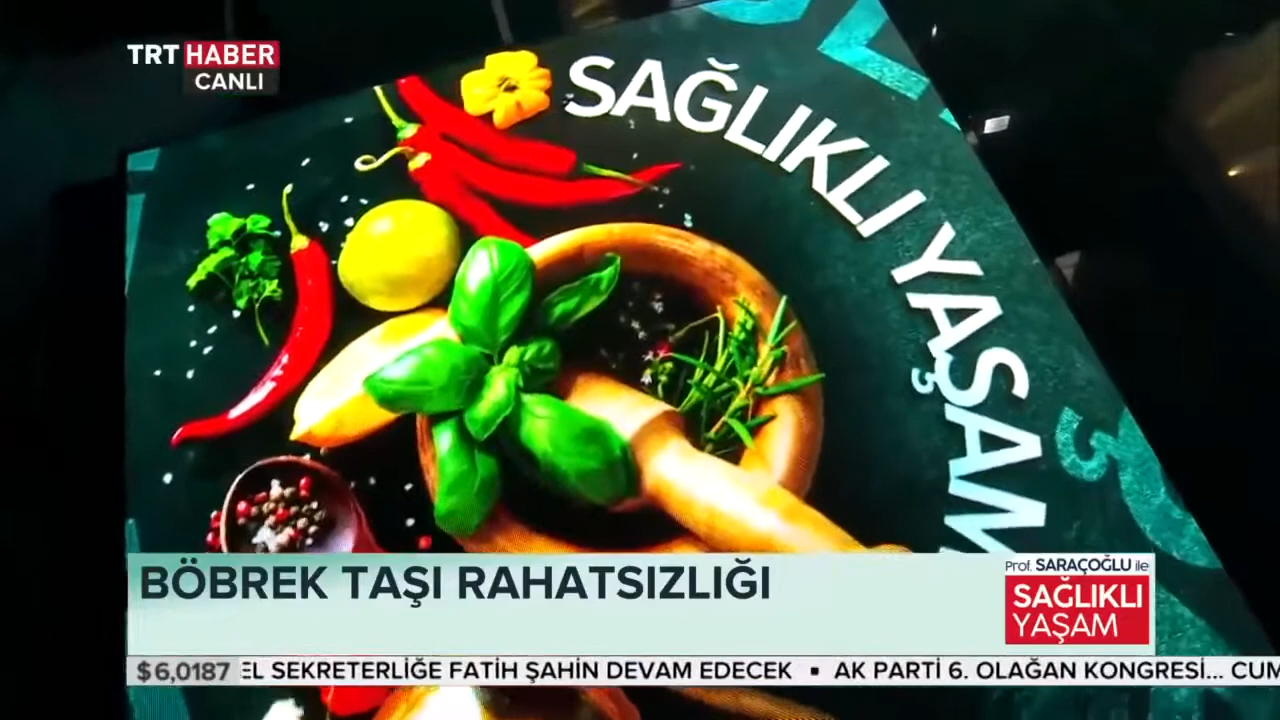 TRT HABER
CANLI
SAĞLIKLI YAŞAM
BÖBREK TAŞI RAHATSIZLIĞI
Prof. SARAÇOĞLU ile
SAĞLIKLI
YAŞAM
$6,0187 EL SEKRETERLİĞE FATİH ŞAHİN DEVAM EDECEK ▪ AK PARTİ 6. OLAĞAN KONGRESİ... CUM